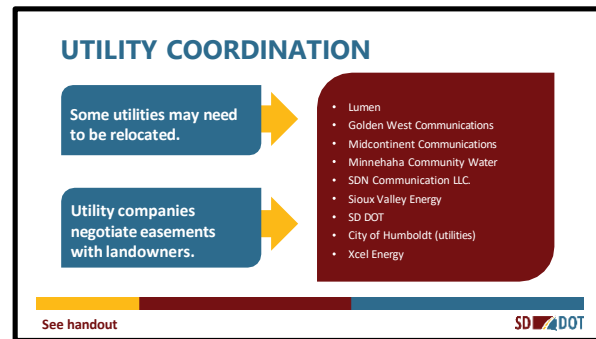 UTILITY COORDINATION
Some utilities may need
to be relocated.
Utility companies
negotiate easements
with landowners.
• Lumen
• Golden West Communications
• Midcontinent Communications
• Minnehaha Community Water
• SDN Communication LLC.
• Sioux Valley Energy
• SD DOT
• City of Humboldt (utilities)
• Xcel Energy
See handout
SD DOT